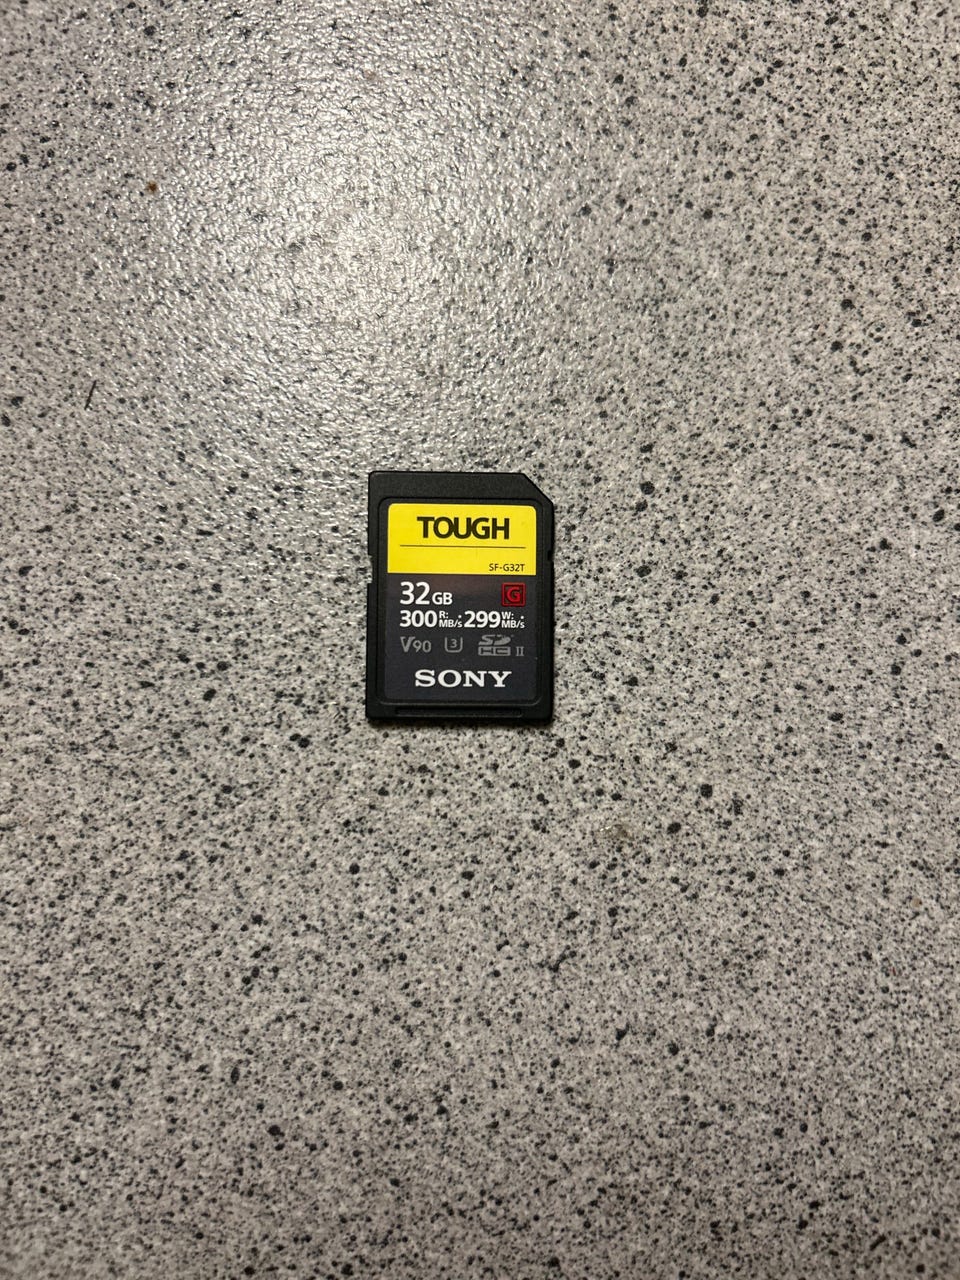 TOUGH
SF-G32T
32GB G
300 R: MB/s 299 W: MB/s
V90 3 SD HC II
SONY